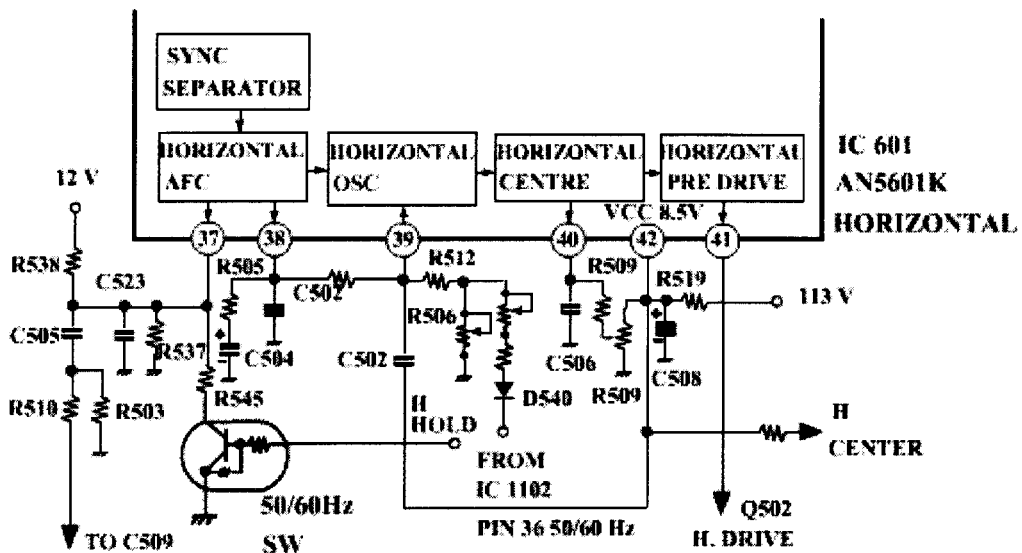 SYNC
SEPARATOR
HORIZONTAL
AFC
HORIZONTAL
OSC
HORIZONTAL
CENTRE
HORIZONTAL
PRE DRIVE
IC 601
AN5601K
HORIZONTAL
12 V
VCC 8.5V
37
38
39
40
42
41
R538
C523
R505
C502
R512
R509
R519
113 V
C505
R537
C504
C502
R506
C506
R509
C508
R510
R503
R545
D540
H
HOLD
H
CENTER
FROM
IC 1102
50/60Hz
SW
PIN 36 50/60 Hz
Q502
H. DRIVE
TO C509